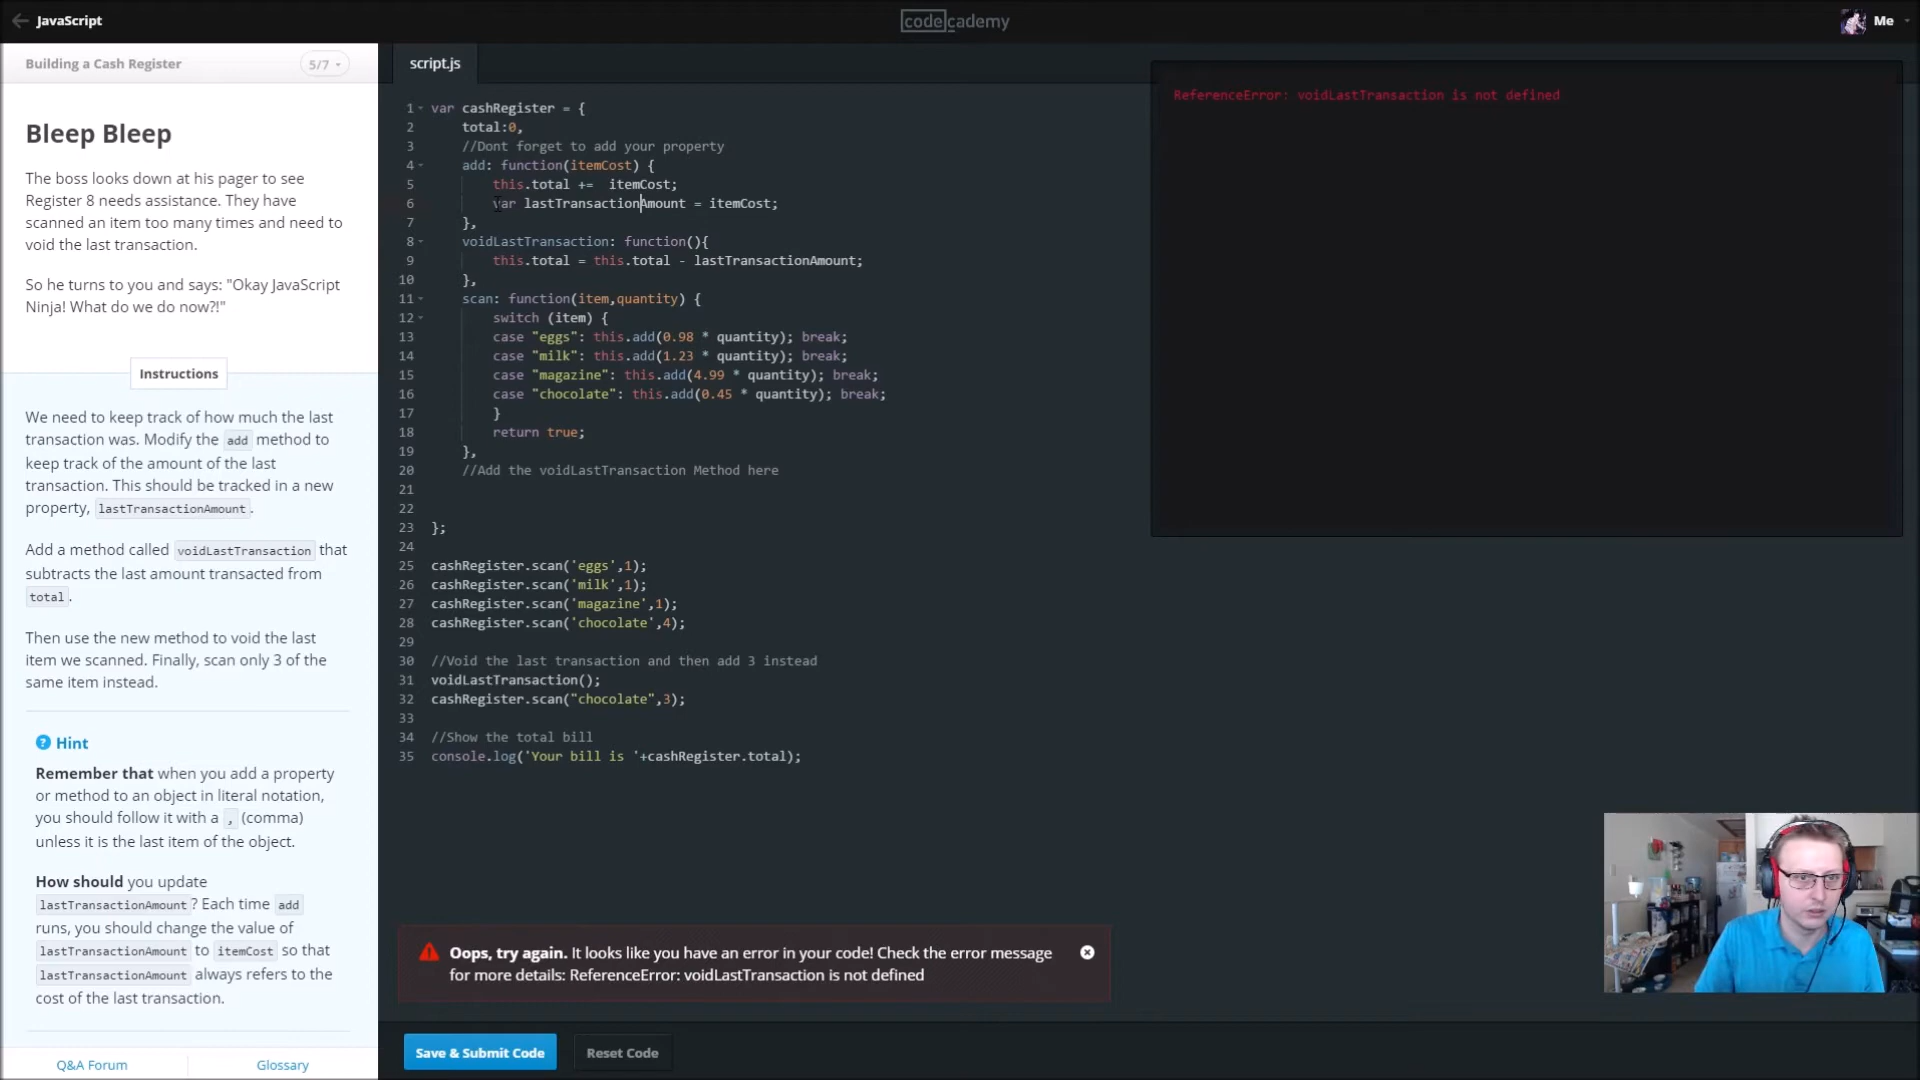 JavaScript
codecademy
Me
Building a Cash Register
5/7
Bleep Bleep
The boss looks down at his pager to see
Register 8 needs assistance. They have
scanned an item too many times and need to
void the last transaction.
So he turns to you and says: "Okay JavaScript
Ninja! What do we do now?!"
Instructions
We need to keep track of how much the last
transaction was. Modify the add method to
keep track of the amount of the last
transaction. This should be tracked in a new
property, lastTransactionAmount.
Add a method called voidLastTransaction that
subtracts the last amount transacted from
total.
Then use the new method to void the last
item we scanned. Finally, scan only 3 of the
same item instead.
? Hint
Remember that when you add a property
or method to an object in literal notation,
you should follow it with a , (comma)
unless it is the last item of the object.
How should you update
lastTransactionAmount? Each time add
runs, you should change the value of
lastTransactionAmount to itemCost so that
lastTransactionAmount always refers to the
cost of the last transaction.
Q&A Forum
Glossary
script.js
1 var cashRegister = {
2 total:0,
3 //Dont forget to add your property
4 add: function(itemCost) {
5 this.total += itemCost;
6 var lastTransactionAmount = itemCost;
7 },
8 voidLastTransaction: function(){
9 this.total = this.total - lastTransactionAmount;
10 },
11 scan: function(item,quantity) {
12 switch (item) {
13 case "eggs": this.add(0.98 * quantity); break;
14 case "milk": this.add(1.23 * quantity); break;
15 case "magazine": this.add(4.99 * quantity); break;
16 case "chocolate": this.add(0.45 * quantity); break;
17 }
18 return true;
19 },
20 //Add the voidLastTransaction Method here
21
22
23 };
24
25 cashRegister.scan('eggs',1);
26 cashRegister.scan('milk',1);
27 cashRegister.scan('magazine',1);
28 cashRegister.scan('chocolate',4);
29
30 //Void the last transaction and then add 3 instead
31 voidLastTransaction();
32 cashRegister.scan("chocolate",3);
33
34 //Show the total bill
35 console.log('Your bill is '+cashRegister.total);
ReferenceError: voidLastTransaction is not defined
Oops, try again. It looks like you have an error in your code! Check the error message
for more details: ReferenceError: voidLastTransaction is not defined
Save & Submit Code
Reset Code